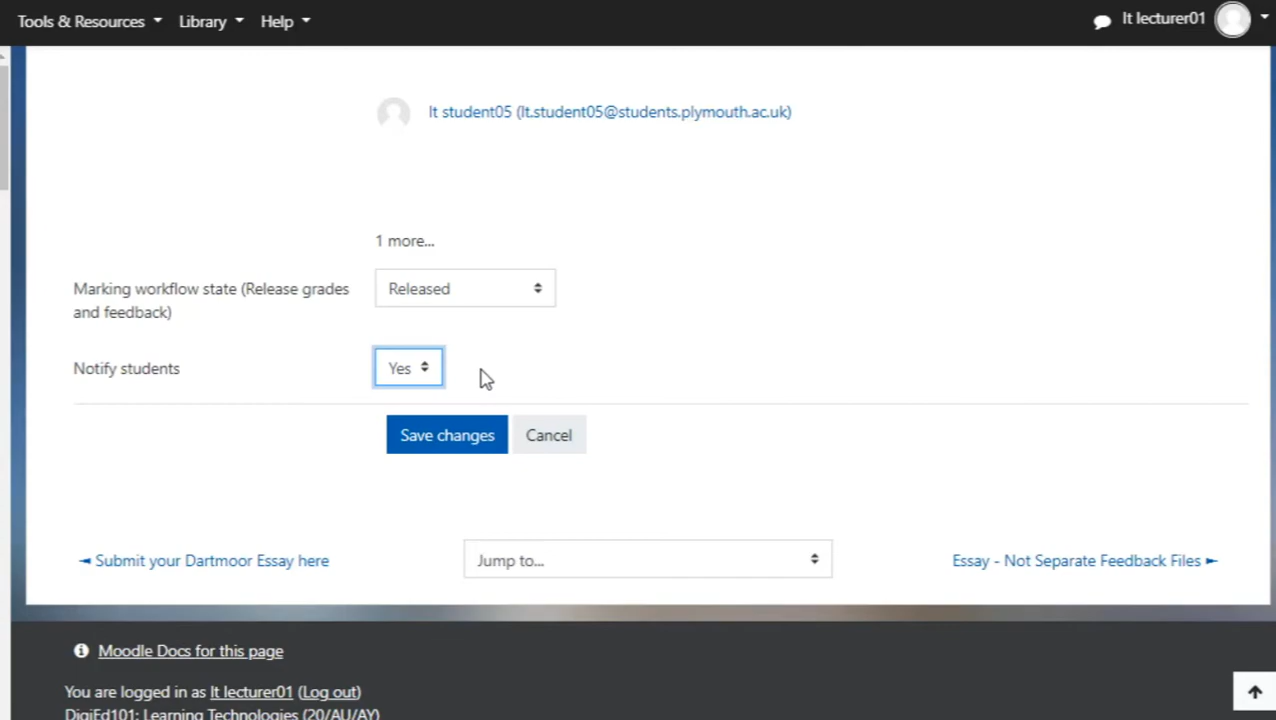 Tools & Resources Library Help lt lecturer01
lt student05 (lt.student05@students.plymouth.ac.uk)
1 more...
Marking workflow state (Release grades and feedback) Released
Notify students Yes
Save changes Cancel
◄ Submit your Dartmoor Essay here Jump to... Essay - Not Separate Feedback Files ►
Moodle Docs for this page
You are logged in as lt lecturer01 (Log out)
DigiEd101: Learning Technologies (20/AU/AY)